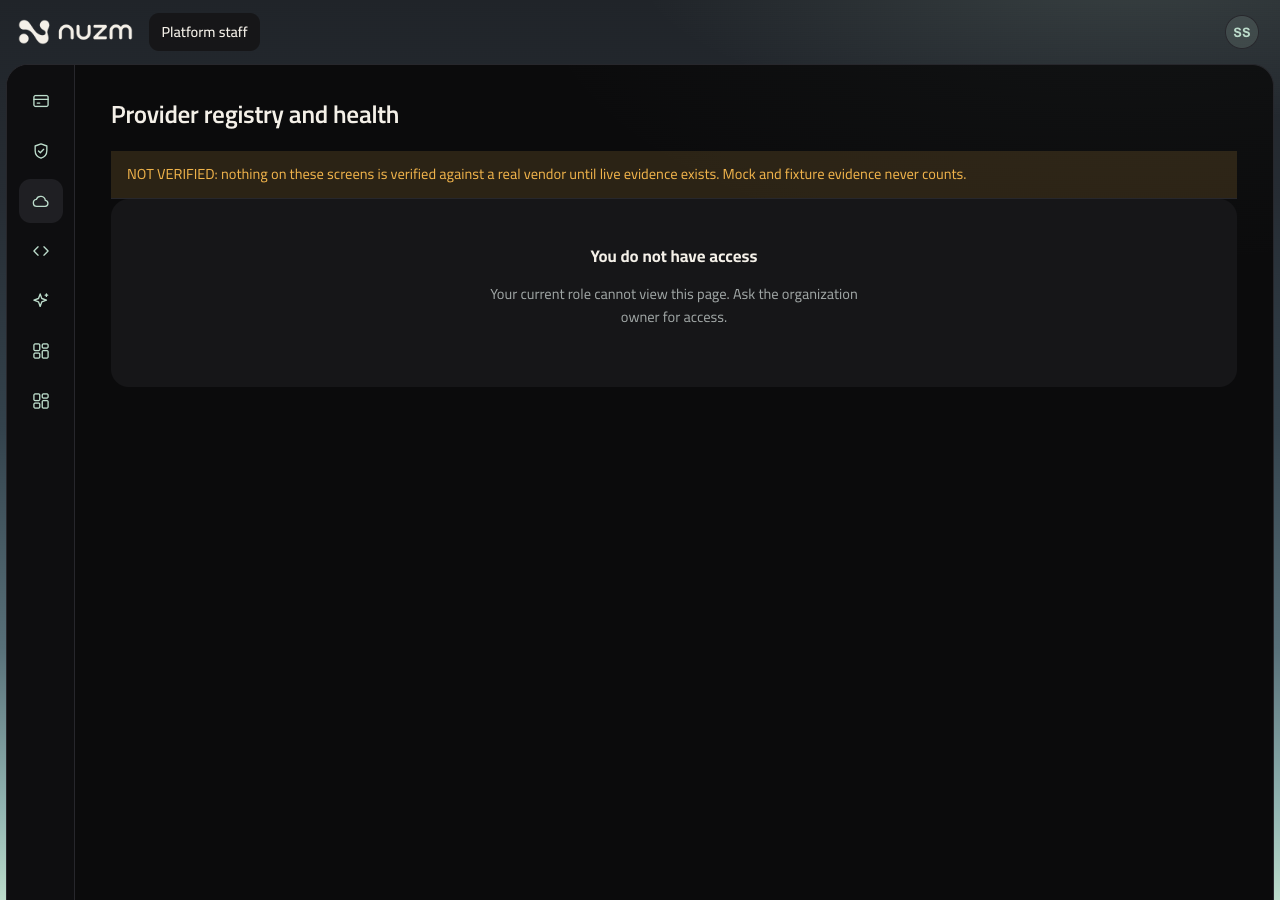 nuzm
Platform staff
SS
Provider registry and health
NOT VERIFIED: nothing on these screens is verified against a real vendor until live evidence exists. Mock and fixture evidence never counts.
You do not have access
Your current role cannot view this page. Ask the organization
owner for access.